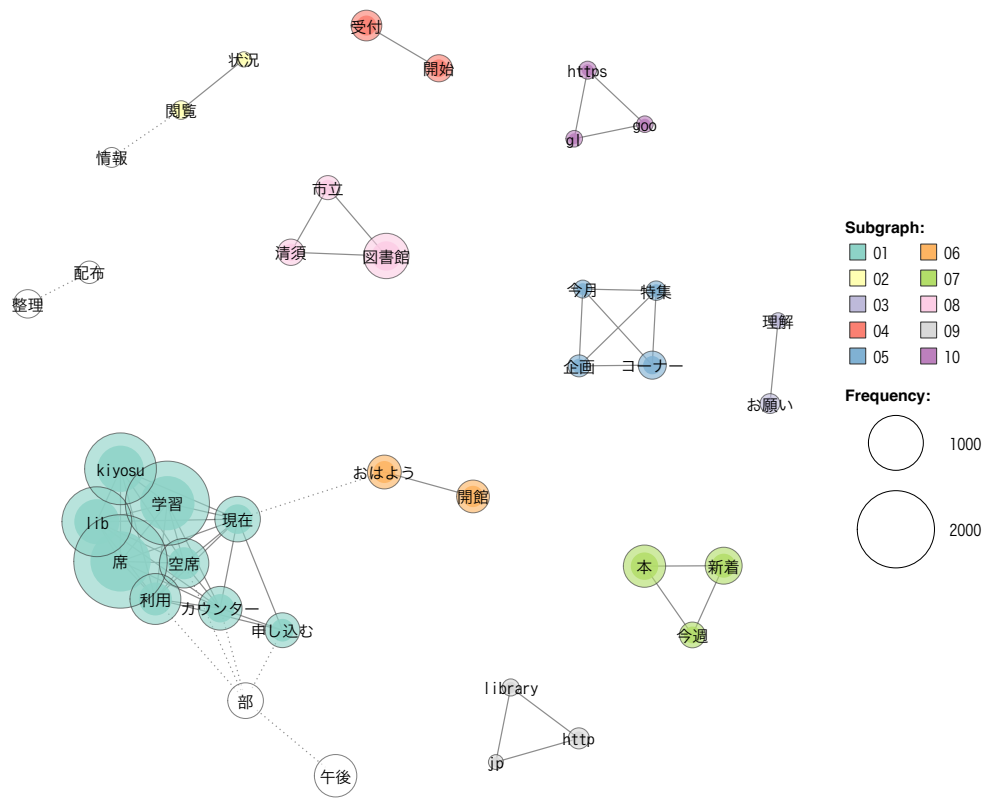 受付
開始
状況
閲覧
情報
https
gl
goo
市立
清須
図書館
配布
整理
今月
特集
企画
コーナー
理解
お願い
Subgraph:
01
02
03
04
05
06
07
08
09
10
Frequency:
1000
2000
kiyosu
学習
lib
現在
席
空席
利用
カウンター
申し込む
おはよう
開館
本
新着
今週
部
午後
library
http
jp